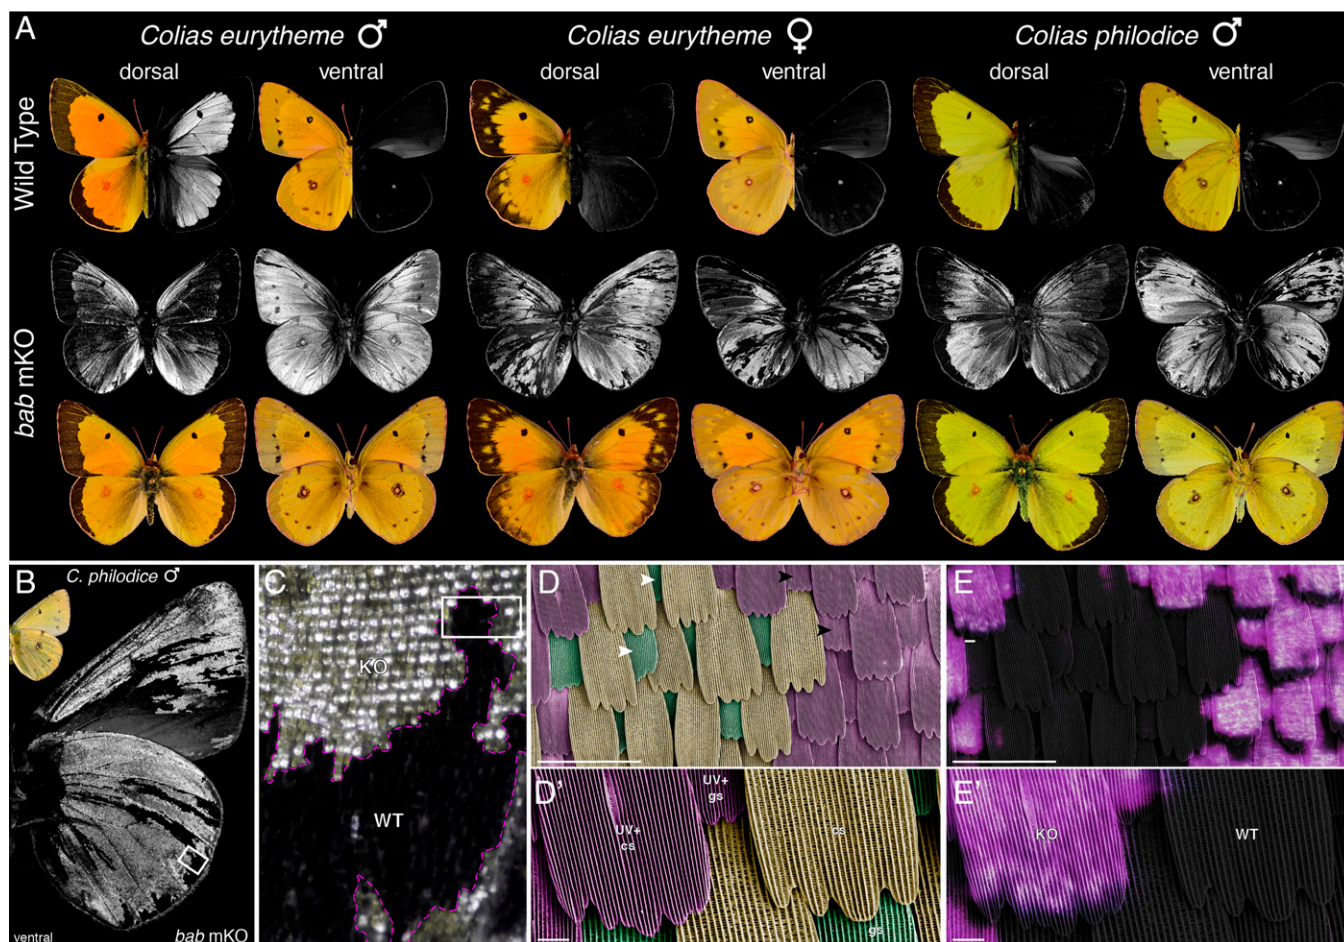 A
Colias eurytheme ♂
Colias eurytheme ♀
Colias philodice ♂
dorsal
ventral
dorsal
ventral
dorsal
ventral
Wild Type
bab mKO
B
C. philodice ♂
ventral
bab mKO
C
KO
WT
D
E
D'
UV+
cs
UV+
gs
cs
gs
E'
KO
WT